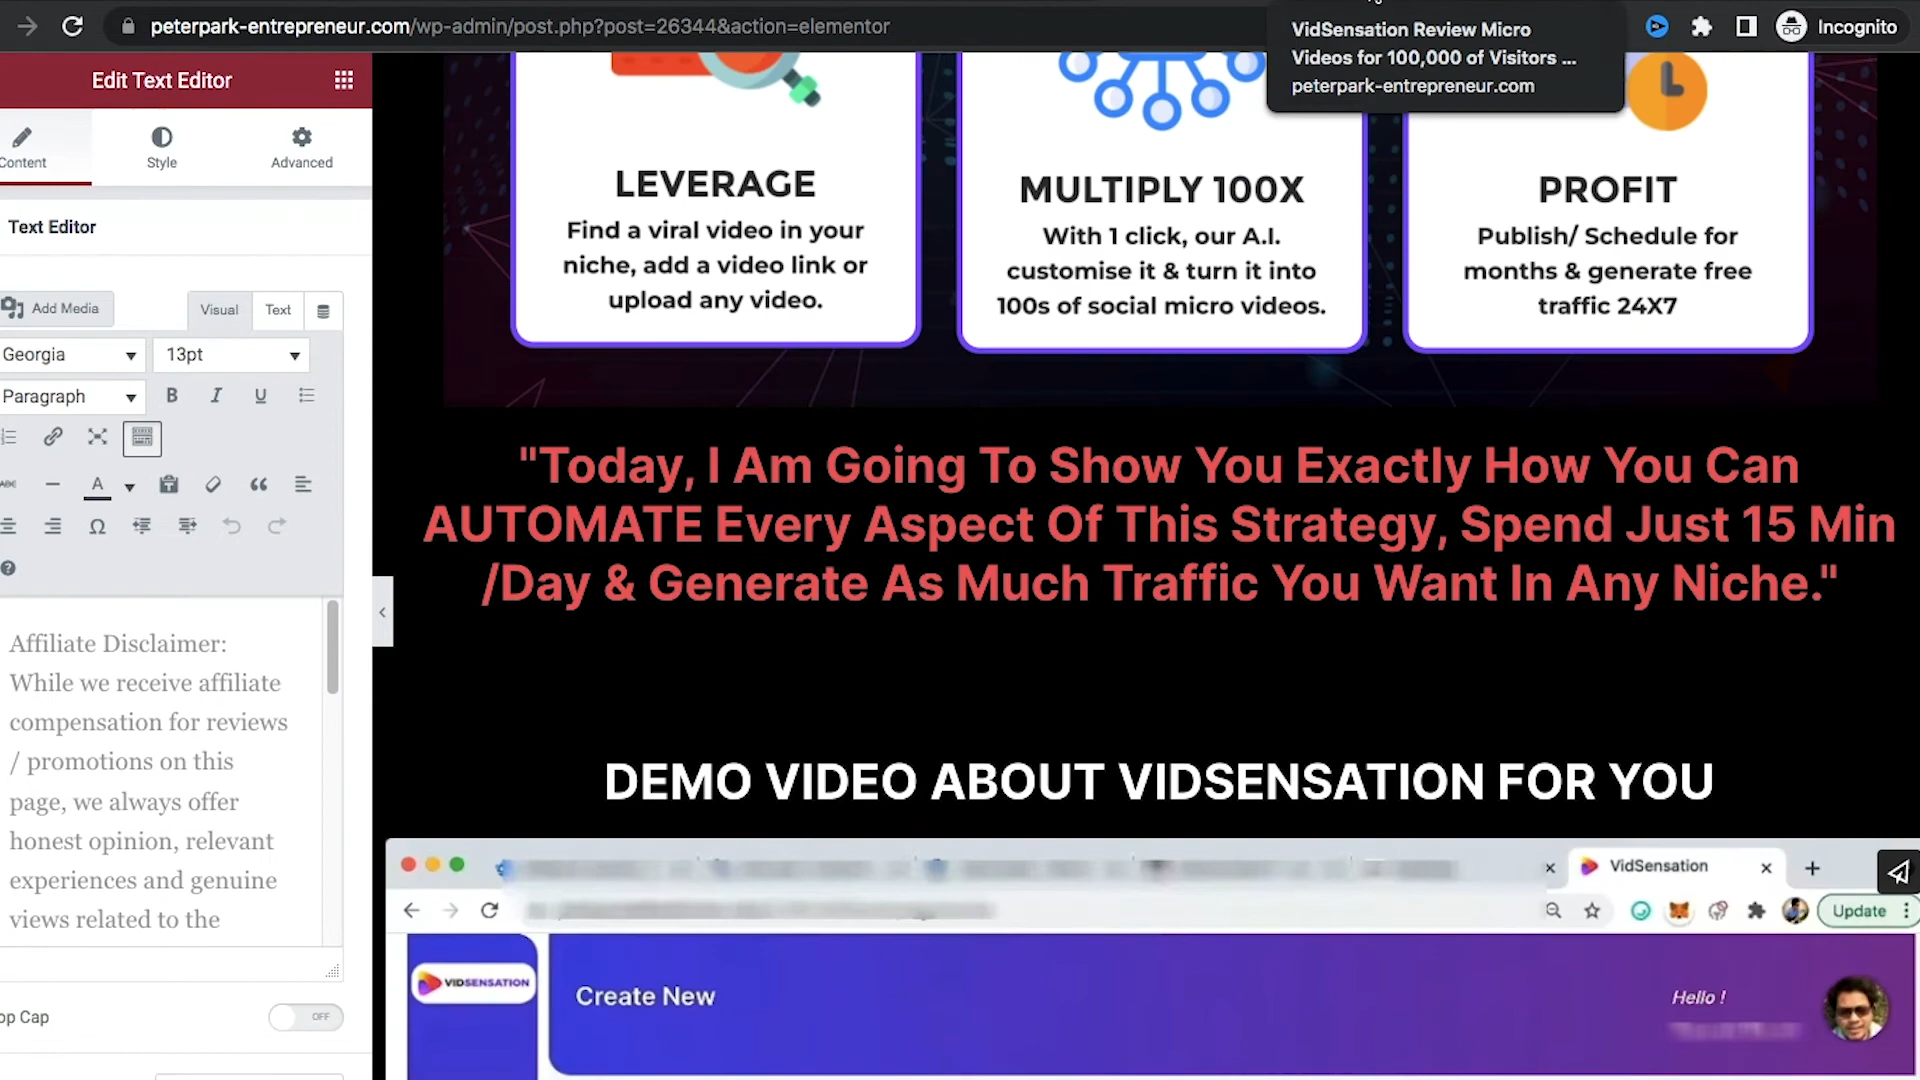 peterpark-entrepreneur.com/wp-admin/post.php?post=26344&action=elementor
VidSensation Review Micro
Videos for 100,000 of Visitors ...
peterpark-entrepreneur.com
Incognito
Edit Text Editor
Content
Style
Advanced
Text Editor
Add Media
Visual
Text
Georgia
13pt
Paragraph
B
I
U
ABC
A
Affiliate Disclaimer:
While we receive affiliate
compensation for reviews
/ promotions on this
page, we always offer
honest opinion, relevant
experiences and genuine
views related to the
op Cap
OFF
LEVERAGE
Find a viral video in your
niche, add a video link or
upload any video.
MULTIPLY 100X
With 1 click, our A.I.
customise it & turn it into
100s of social micro videos.
PROFIT
Publish/ Schedule for
months & generate free
traffic 24X7
"Today, I Am Going To Show You Exactly How You Can
AUTOMATE Every Aspect Of This Strategy, Spend Just 15 Min
/Day & Generate As Much Traffic You Want In Any Niche."
DEMO VIDEO ABOUT VIDSENSATION FOR YOU
VidSensation
Update
VIDSENSATION
Create New
Hello !